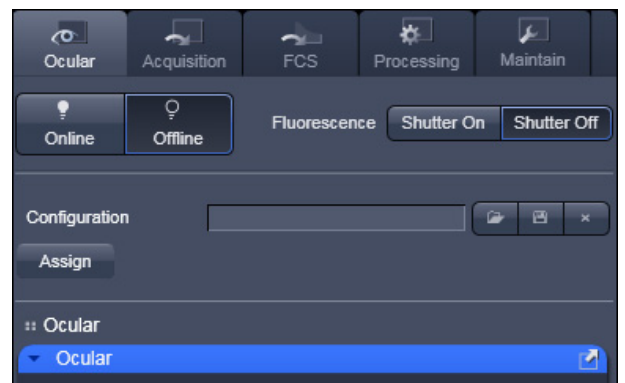 Ocular Acquisition FCS Processing Maintain
Online Offline Fluorescence Shutter On Shutter Off
Configuration
Assign
Ocular
Ocular